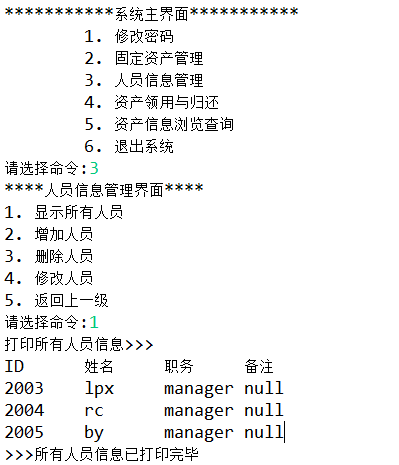 ***********系统主界面***********
1. 修改密码
2. 固定资产管理
3. 人员信息管理
4. 资产领用与归还
5. 资产信息浏览查询
6. 退出系统
请选择命令:3
****人员信息管理界面****
1. 显示所有人员
2. 增加人员
3. 删除人员
4. 修改人员
5. 返回上一级
请选择命令:1
打印所有人员信息>>>
ID 姓名 职务 备注
2003 lpx manager null
2004 rc manager null
2005 by manager null
>>>所有人员信息已打印完毕